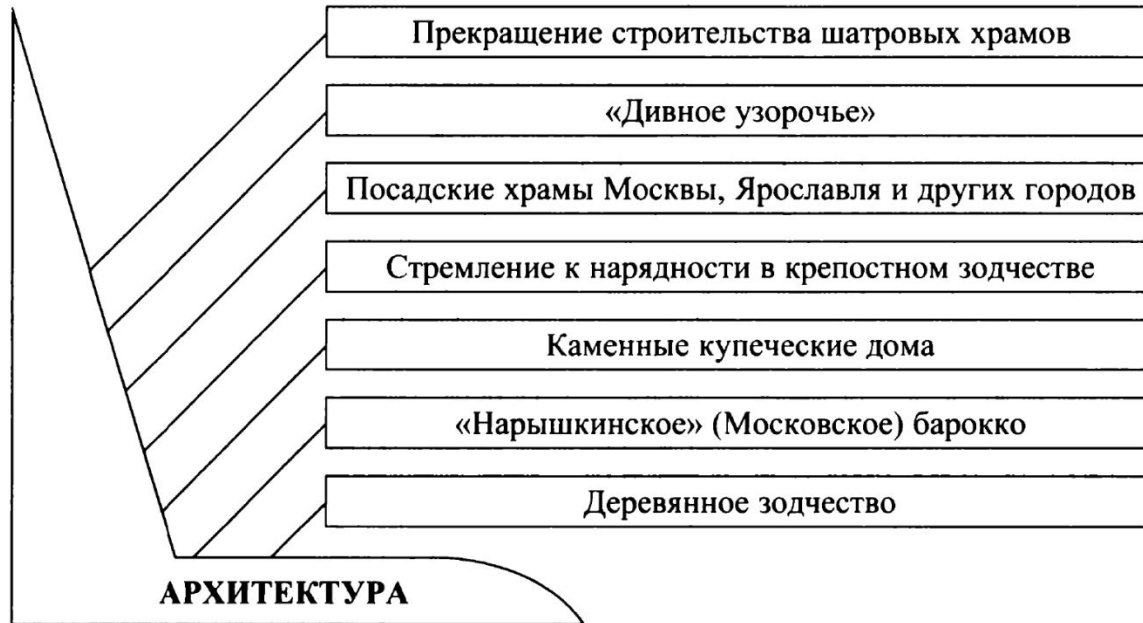 Прекращение строительства шатровых храмов
«Дивное узорочье»
Посадские храмы Москвы, Ярославля и других городов
Стремление к нарядности в крепостном зодчестве
Каменные купеческие дома
«Нарышкинское» (Московское) барокко
Деревянное зодчество
АРХИТЕКТУРА